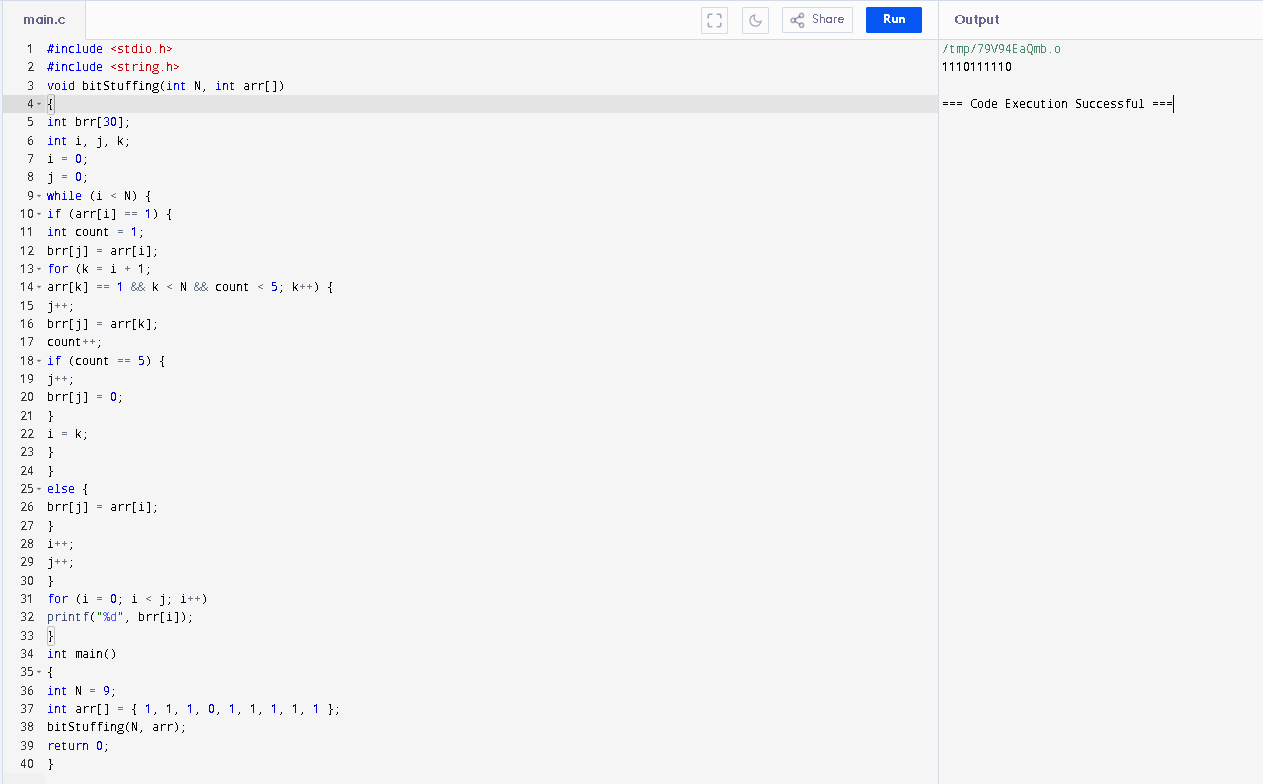 main.c Share Run Output
1 #include <stdio.h>
2 #include <string.h>
3 void bitStuffing(int N, int arr[])
4 {
5 int brr[30];
6 int i, j, k;
7 i = 0;
8 j = 0;
9 while (i < N) {
10 if (arr[i] == 1) {
11 int count = 1;
12 brr[j] = arr[i];
13 for (k = i + 1;
14 arr[k] == 1 && k < N && count < 5; k++) {
15 j++;
16 brr[j] = arr[k];
17 count++;
18 if (count == 5) {
19 j++;
20 brr[j] = 0;
21 }
22 i = k;
23 }
24 }
25 else {
26 brr[j] = arr[i];
27 }
28 i++;
29 j++;
30 }
31 for (i = 0; i < j; i++)
32 printf("%d", brr[i]);
33 }
34 int main()
35 {
36 int N = 9;
37 int arr[] = { 1, 1, 1, 0, 1, 1, 1, 1, 1 };
38 bitStuffing(N, arr);
39 return 0;
40 }
/tmp/79V94EaQmb.o
1110111110
=== Code Execution Successful ===